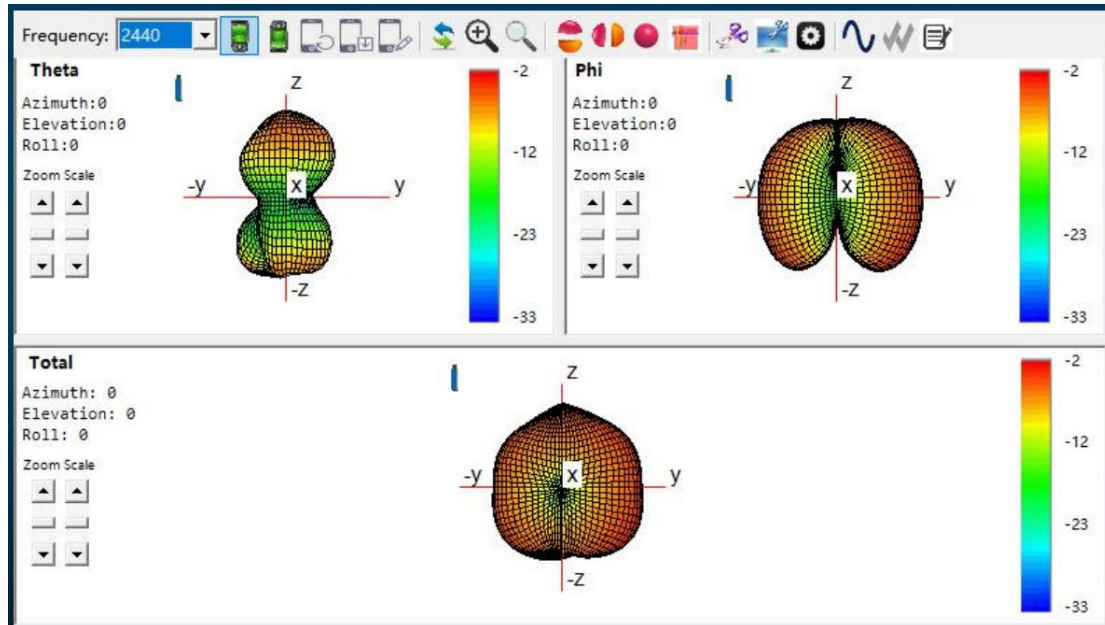 Frequency: 2440
Theta
Azimuth:0
Elevation:0
Roll:0
Zoom Scale
z
-y
x
y
-z
-2
-12
-23
-33
Phi
Azimuth:0
Elevation:0
Roll:0
Zoom Scale
z
-y
x
y
-z
-2
-12
-23
-33
Total
Azimuth: 0
Elevation: 0
Roll: 0
Zoom Scale
z
-y
x
y
-z
-2
-12
-23
-33